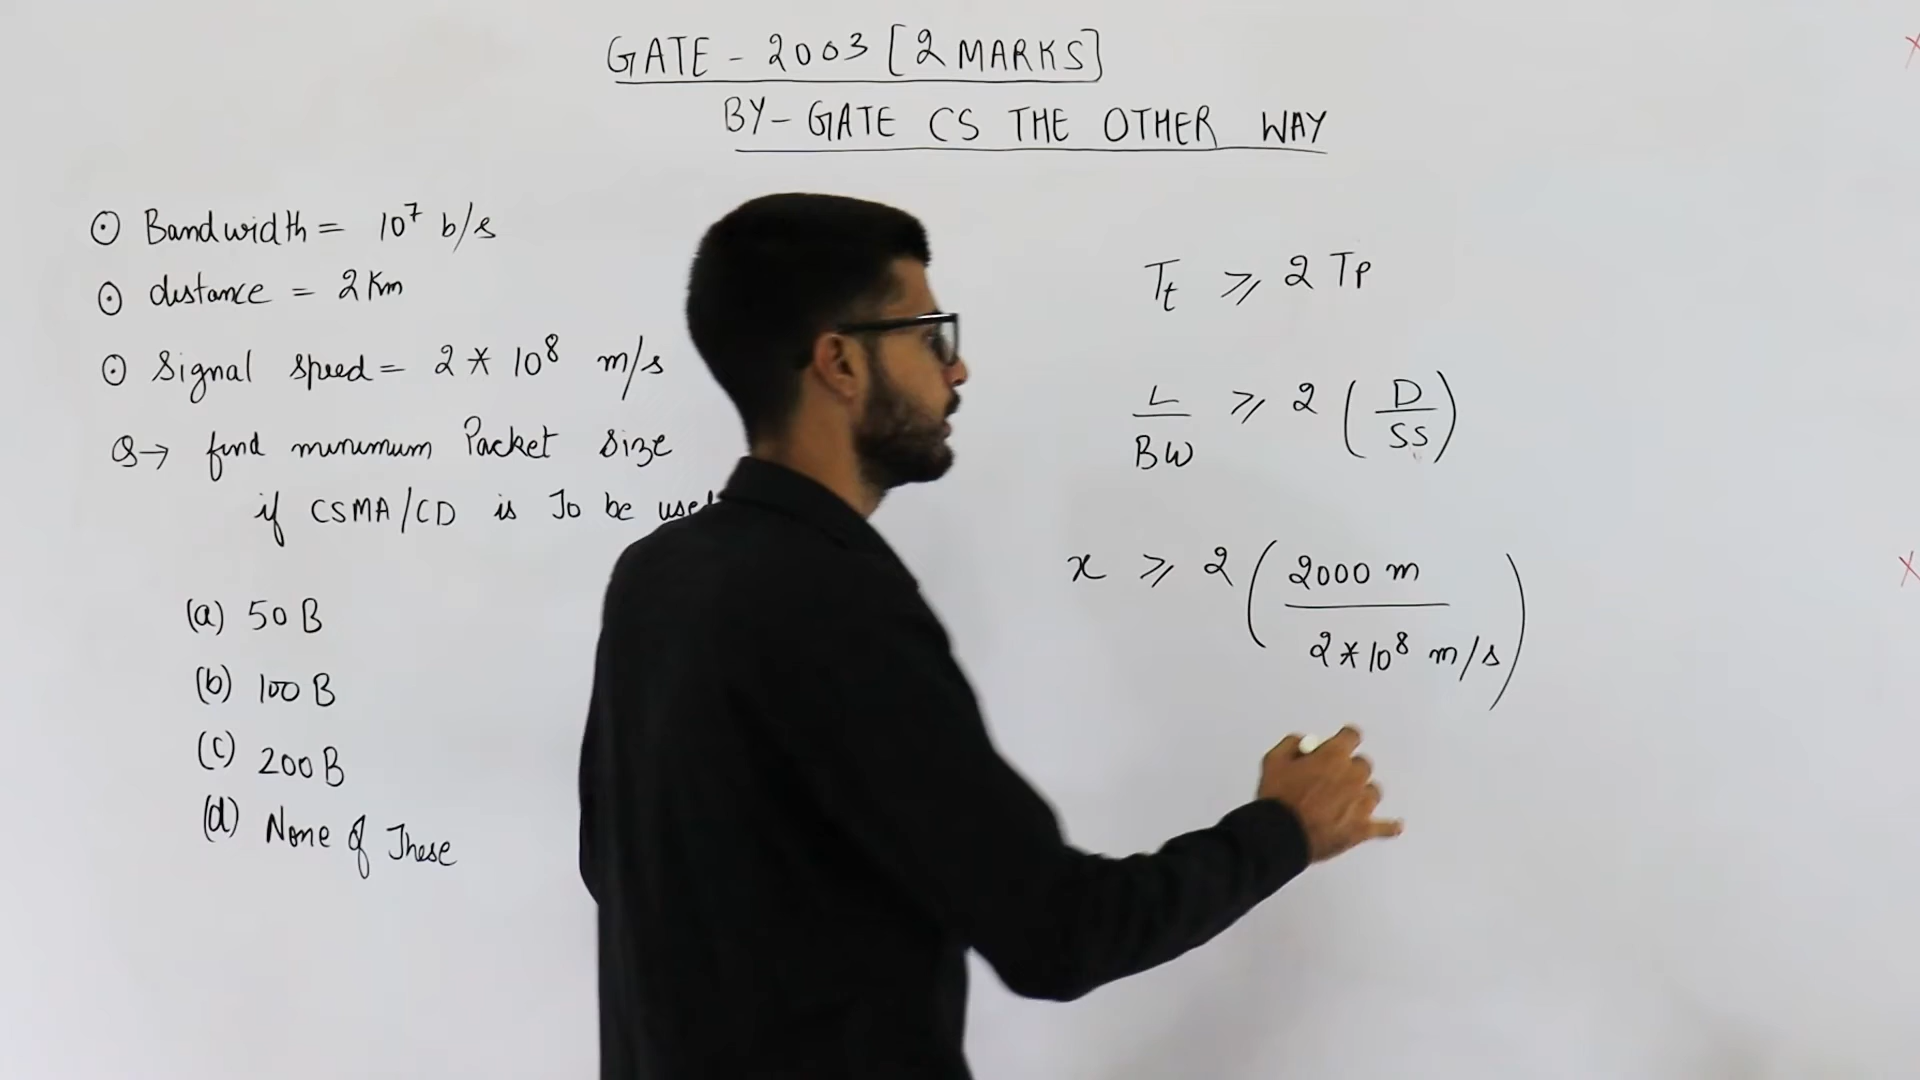 GATE - 2003 [2 MARKS]
BY - GATE CS THE OTHER WAY
⊙ Bandwidth = 10⁷ b/s
⊙ distance = 2 Km
⊙ Signal speed = 2 * 10⁸ m/s
Q → find minimum Packet Size
if CSMA/CD is To be used
(a) 50 B
(b) 100 B
(c) 200 B
(d) None of These
Tt ≥ 2 Tp
L/BW ≥ 2 (D/SS)
x ≥ 2 (2000 m / 2 * 10⁸ m/s)
x
x